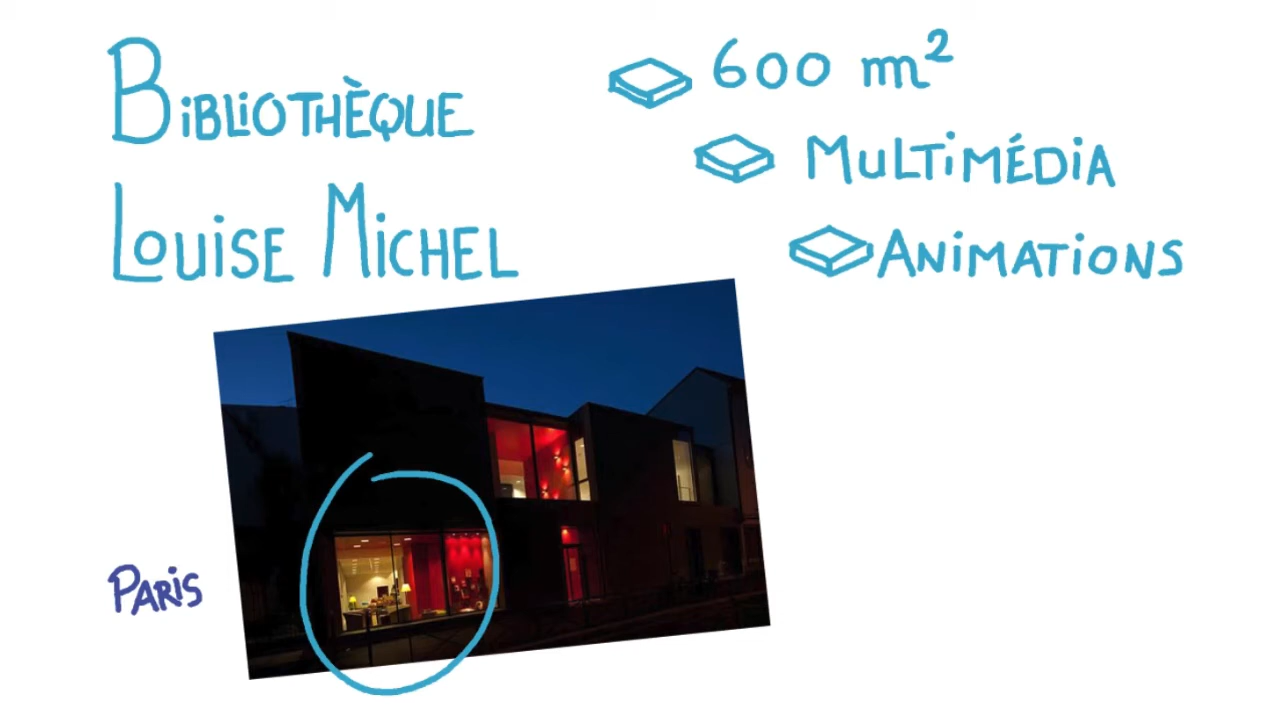 Bibliothèque
Louise Michel
600 m²
Multimédia
Animations
Paris